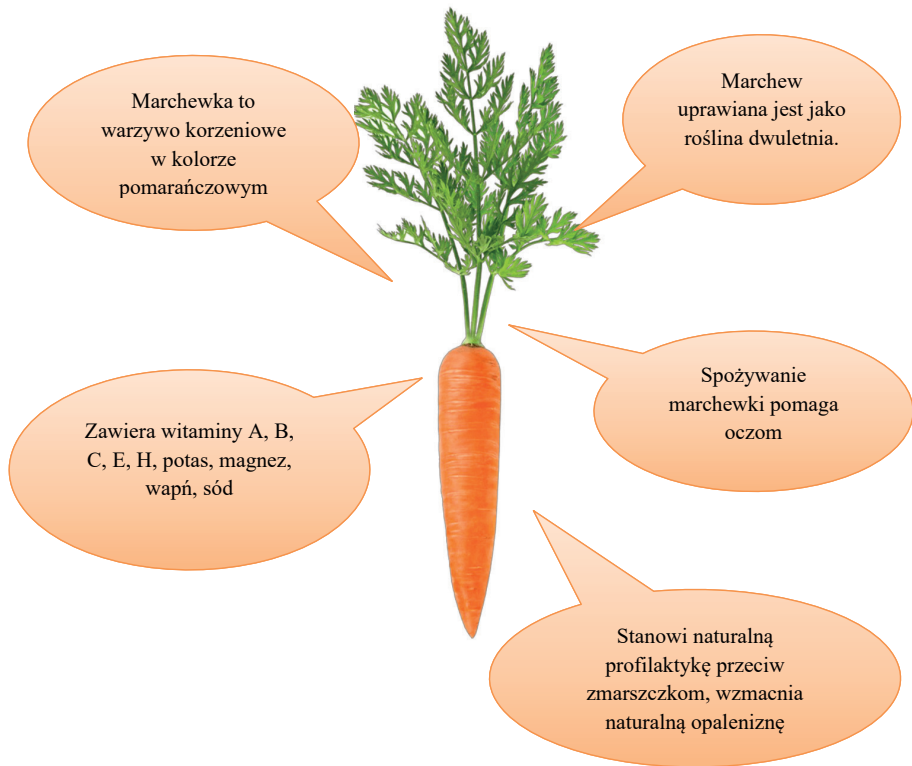 Marchewka to
warzywo korzeniowe
w kolorze
pomarańczowym
Marchew
uprawiana jest jako
roślina dwuletnia.
Zawiera witaminy A, B,
C, E, H, potas, magnez,
wapń, sód
Spożywanie
marchewki pomaga
oczom
Stanowi naturalną
profilaktykę przeciw
zmarszczkom, wzmacnia
naturalną opaleniznę